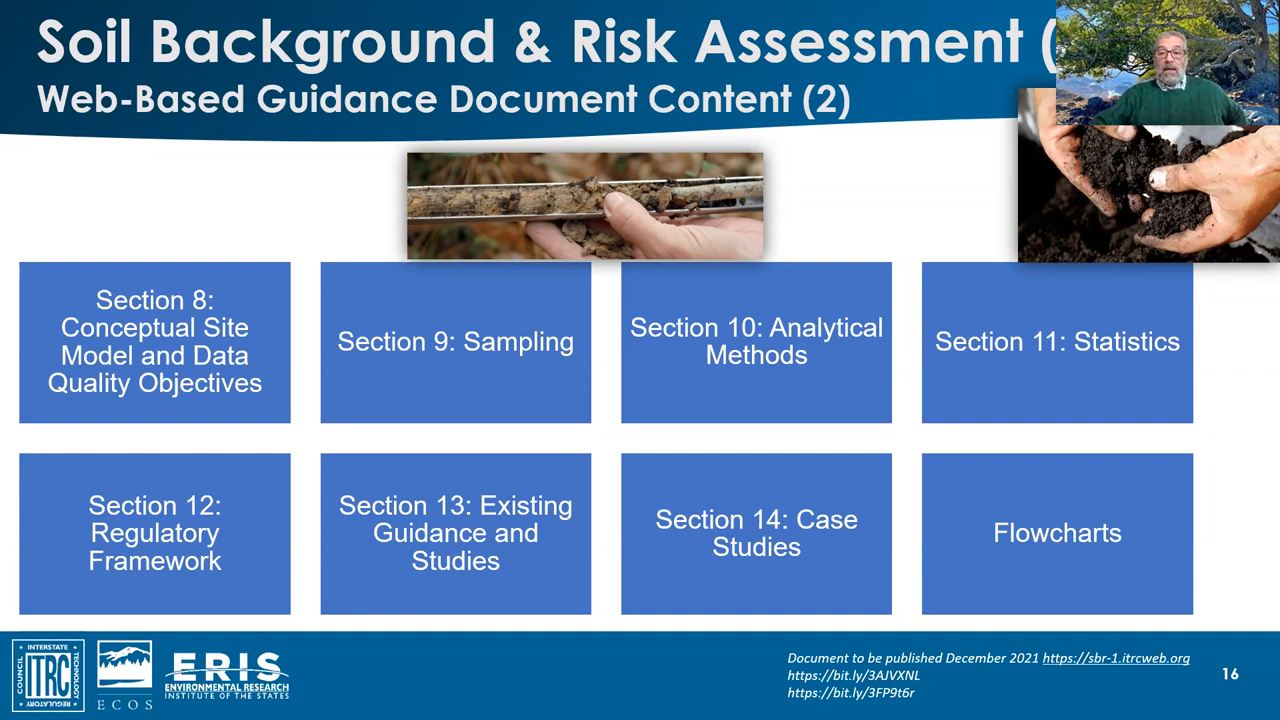 Soil Background & Risk Assessment (
Web-Based Guidance Document Content (2)
Section 8:
Conceptual Site
Model and Data
Quality Objectives
Section 9: Sampling
Section 10: Analytical
Methods
Section 11: Statistics
Section 12:
Regulatory
Framework
Section 13: Existing
Guidance and
Studies
Section 14: Case
Studies
Flowcharts
INTERSTATE
COUNCIL
ITRC
TECHNOLOGY
REGULATORY
ECOS
ERIS
ENVIRONMENTAL RESEARCH
INSTITUTE OF THE STATES
Document to be published December 2021 https://sbr-1.itrcweb.org
https://bit.ly/3AJVXNL
https://bit.ly/3FP9t6r
16